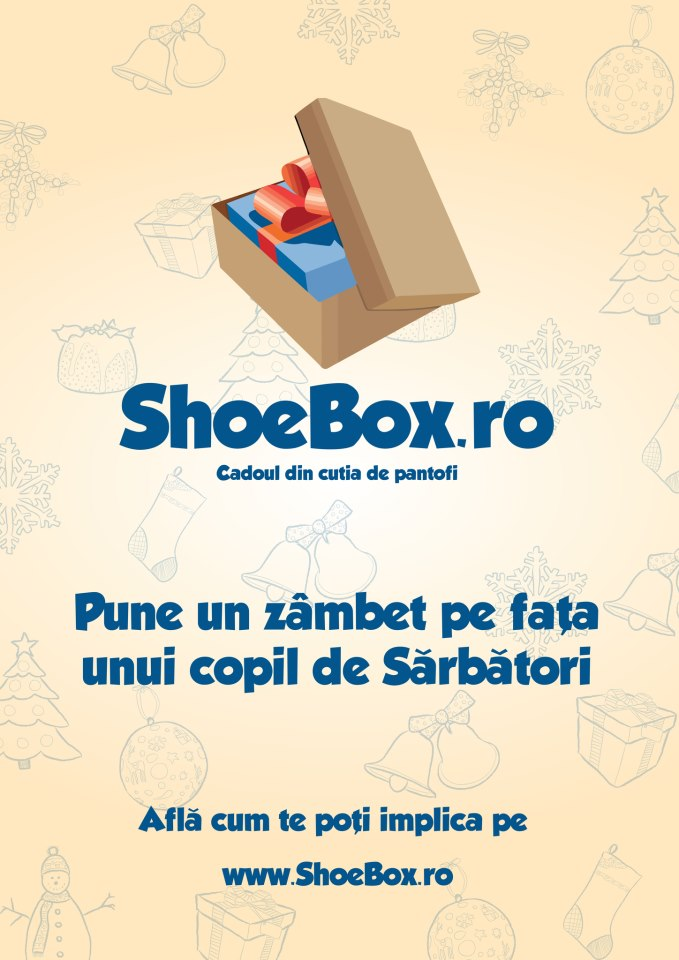 ShoeBox.ro
Cadoul din cutia de pantofi
Pune un zâmbet pe fața
unui copil de Sărbători
Află cum te poți implica pe
www.ShoeBox.ro